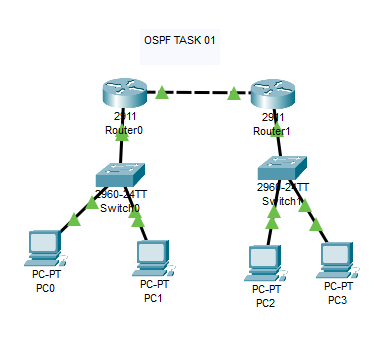 OSPF TASK 01
2911
Router0
2911
Router1
2960-24TT
Switch0
2960-24TT
Switch1
PC-PT
PC0
PC-PT
PC1
PC-PT
PC2
PC-PT
PC3